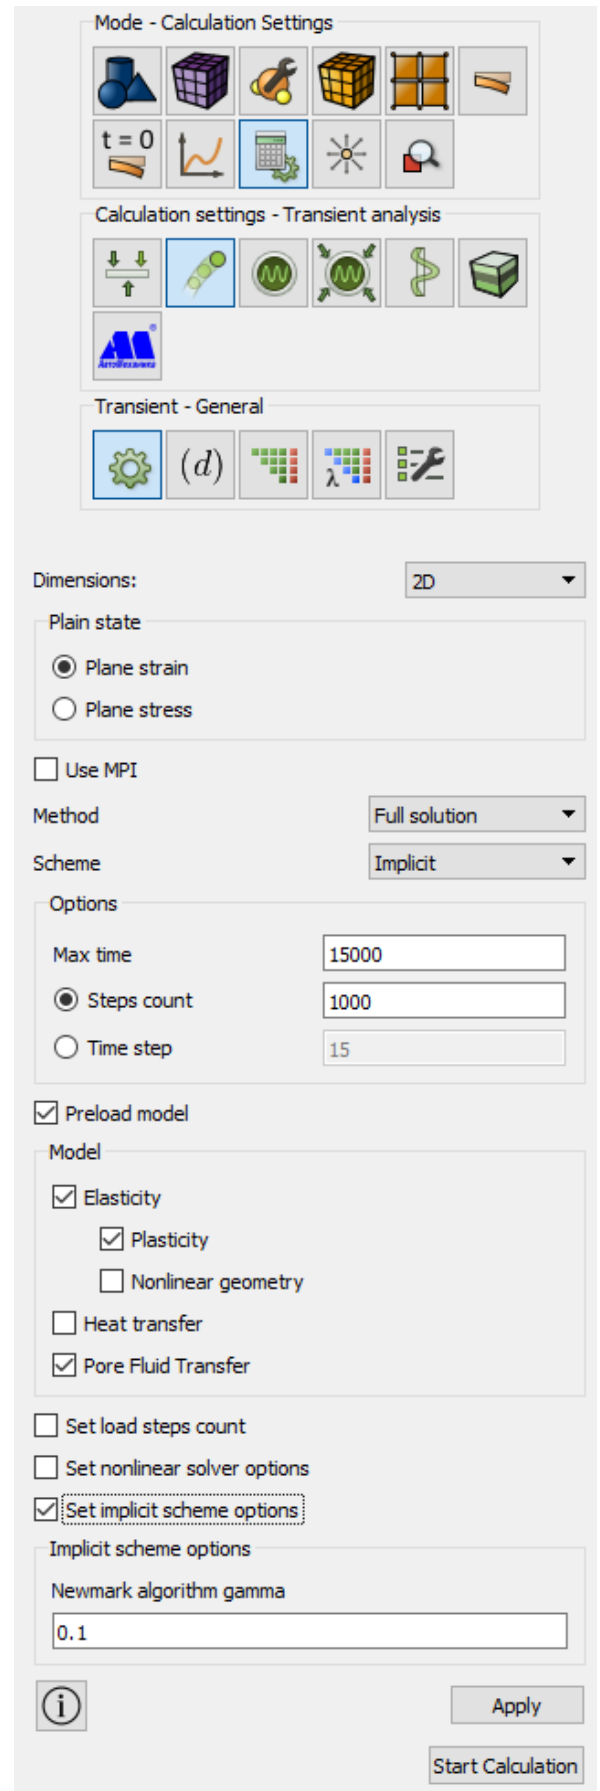 Mode - Calculation Settings
t = 0
Calculation settings - Transient analysis
АвтоМеханика
Transient - General
(d)
λ
Dimensions: 2D
Plain state
Plane strain
Plane stress
Use MPI
Method Full solution
Scheme Implicit
Options
Max time 15000
Steps count 1000
Time step 15
Preload model
Model
Elasticity
Plasticity
Nonlinear geometry
Heat transfer
Pore Fluid Transfer
Set load steps count
Set nonlinear solver options
Set implicit scheme options
Implicit scheme options
Newmark algorithm gamma
0.1
Apply
Start Calculation